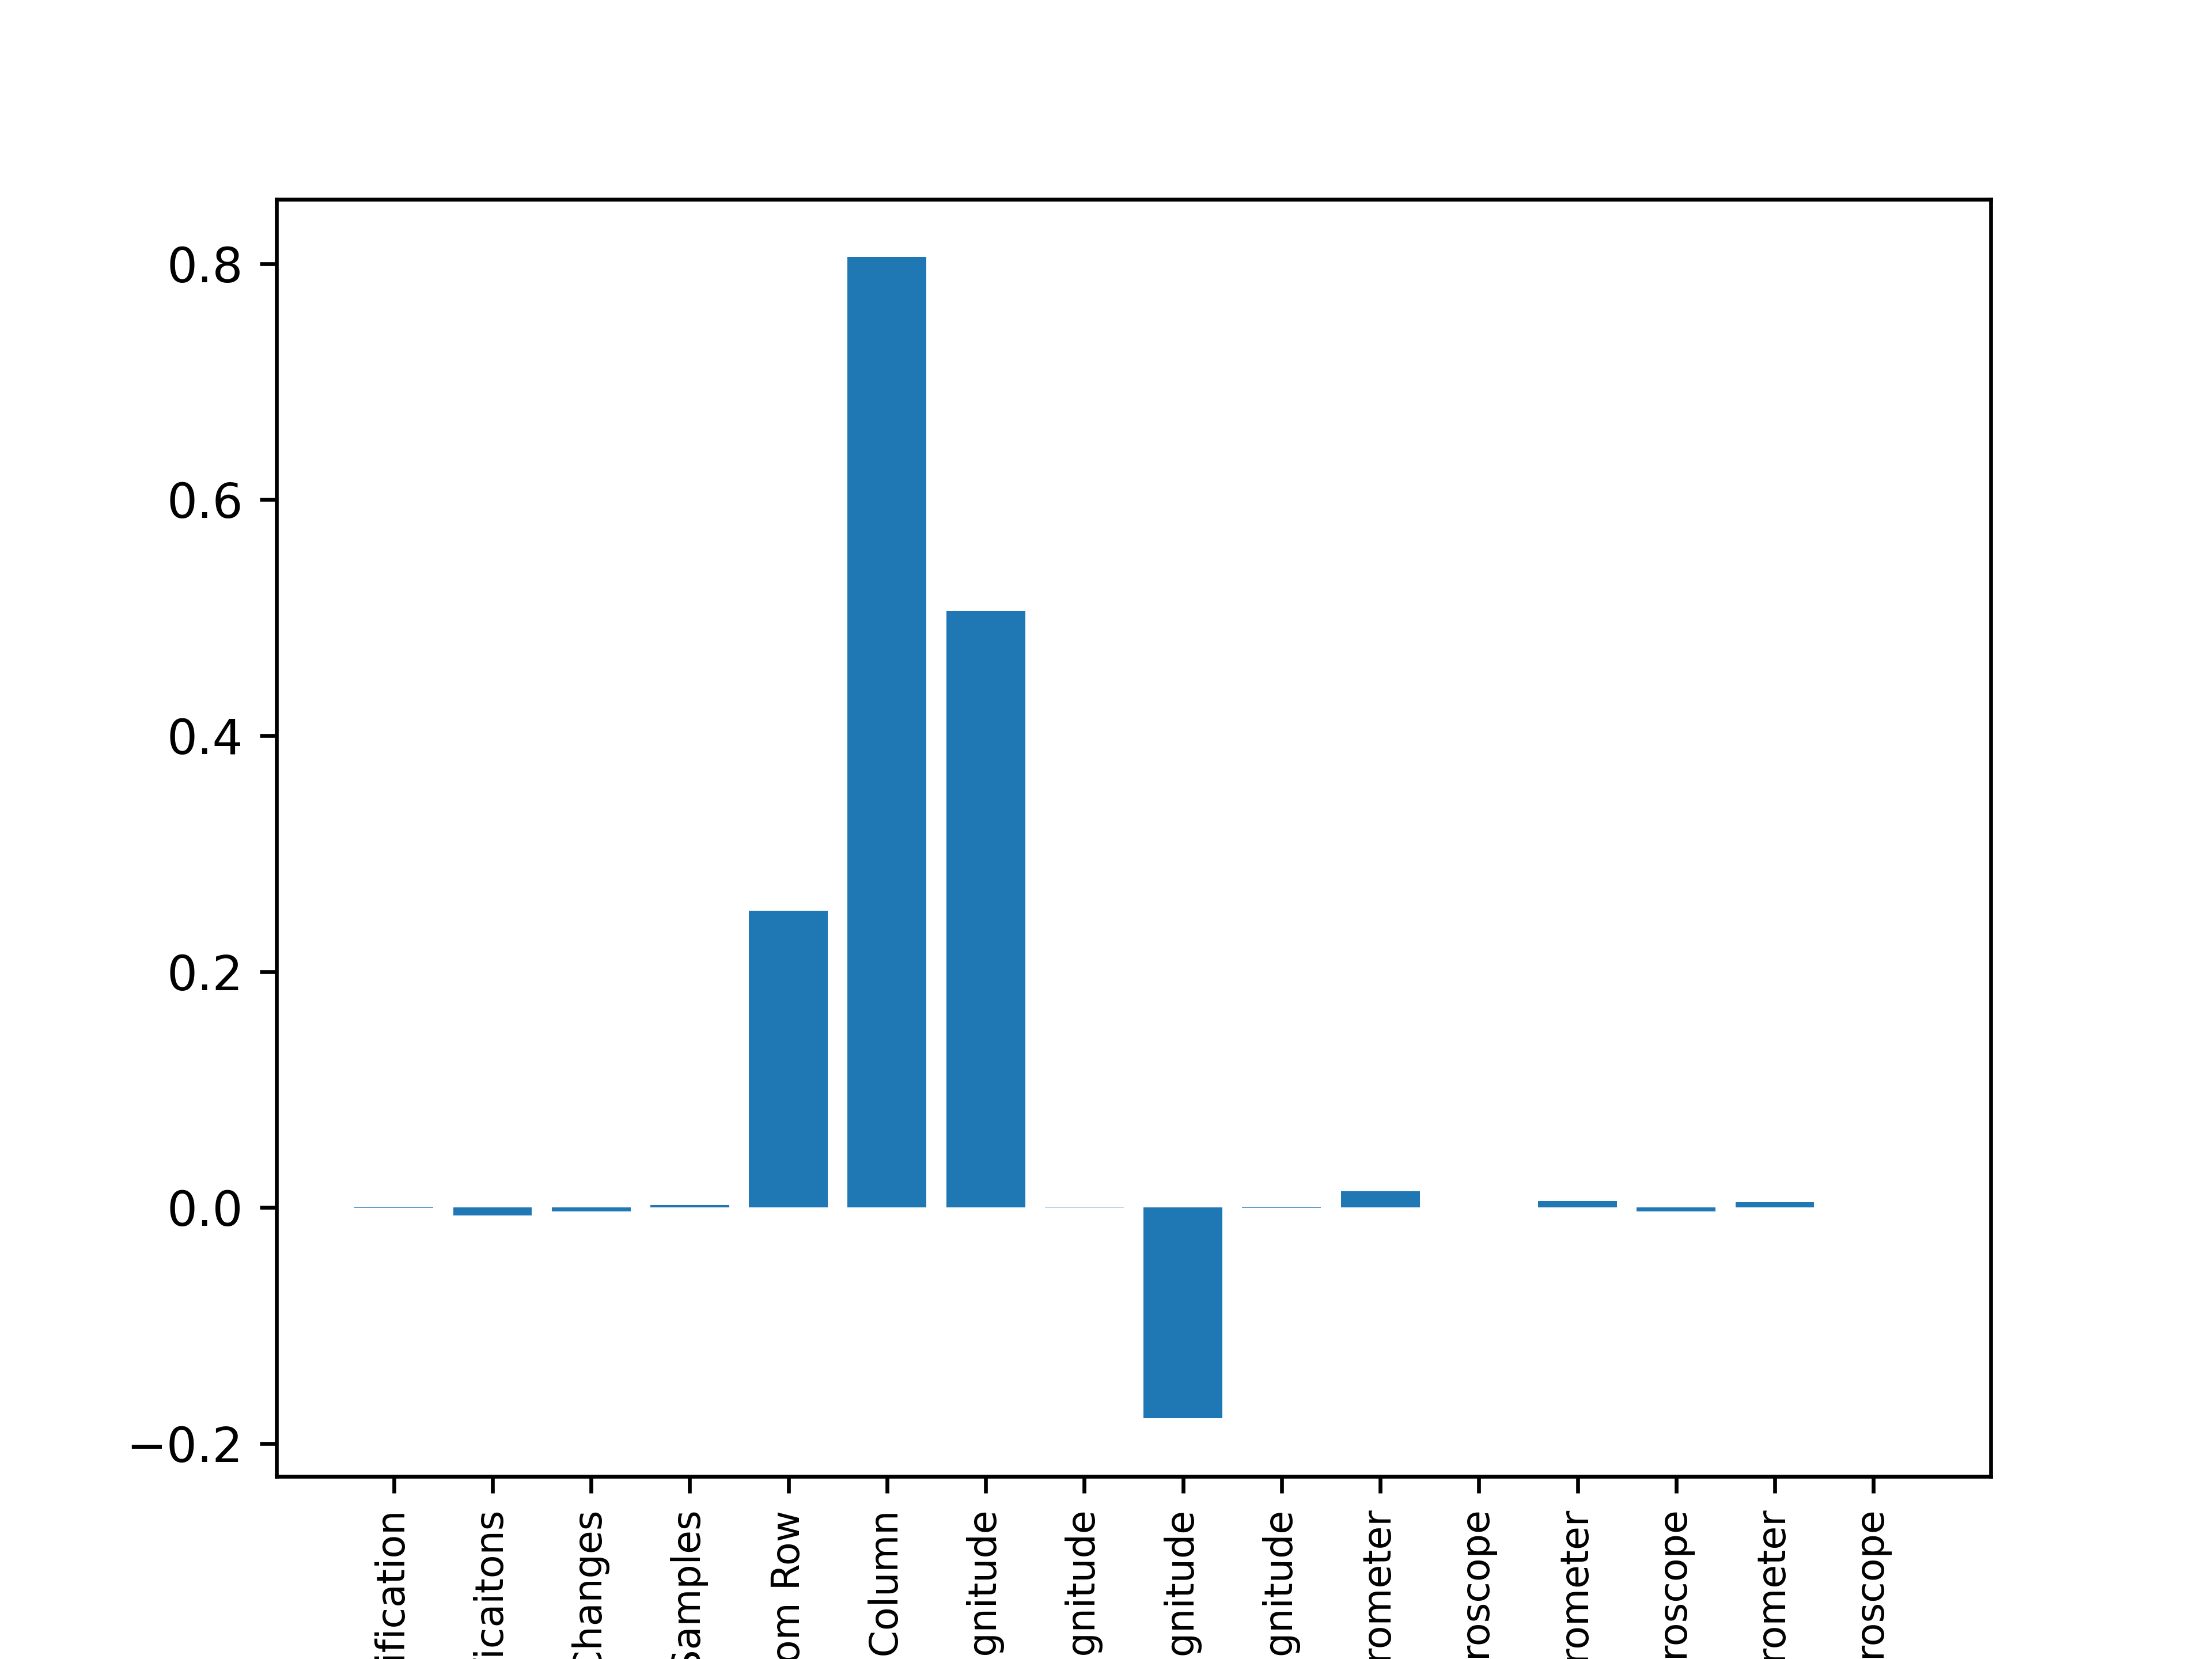 0.8
0.6
0.4
0.2
0.0
−0.2
ification
icaitons
Changes
Samples
om Row
Column
gnitude
gnitude
gnitude
gnitude
rometer
roscope
rometer
roscope
rometer
roscope